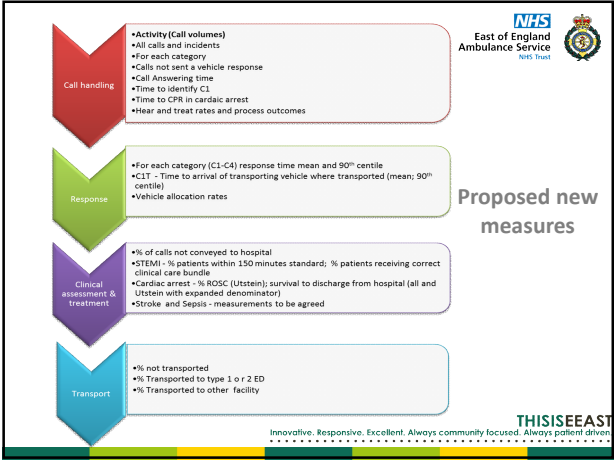 NHS
East of England
Ambulance Service
NHS Trust
Call handling
•Activity (Call volumes)
•All calls and incidents
•For each category
•Calls not sent a vehicle response
•Call Answering time
•Time to identify C1
•Time to CPR in cardaic arrest
•Hear and treat rates and process outcomes
Response
•For each category (C1-C4) response time mean and 90th centile
•C1T - Time to arrival of transporting vehicle where transported (mean; 90th
centile)
•Vehicle allocation rates
Proposed new
measures
Clinical
assessment &
treatment
•% of calls not conveyed to hospital
•STEMI - % patients within 150 minutes standard; % patients receiving correct
clinical care bundle
•Cardiac arrest - % ROSC (Utstein); survival to discharge from hospital (all and
Utstein with expanded denominator)
•Stroke and Sepsis - measurements to be agreed
Transport
•% not transported
•% Transported to type 1 o r 2 ED
•% Transported to other facility
THISISEEAST
Innovative. Responsive. Excellent. Always community focused. Always patient driven.